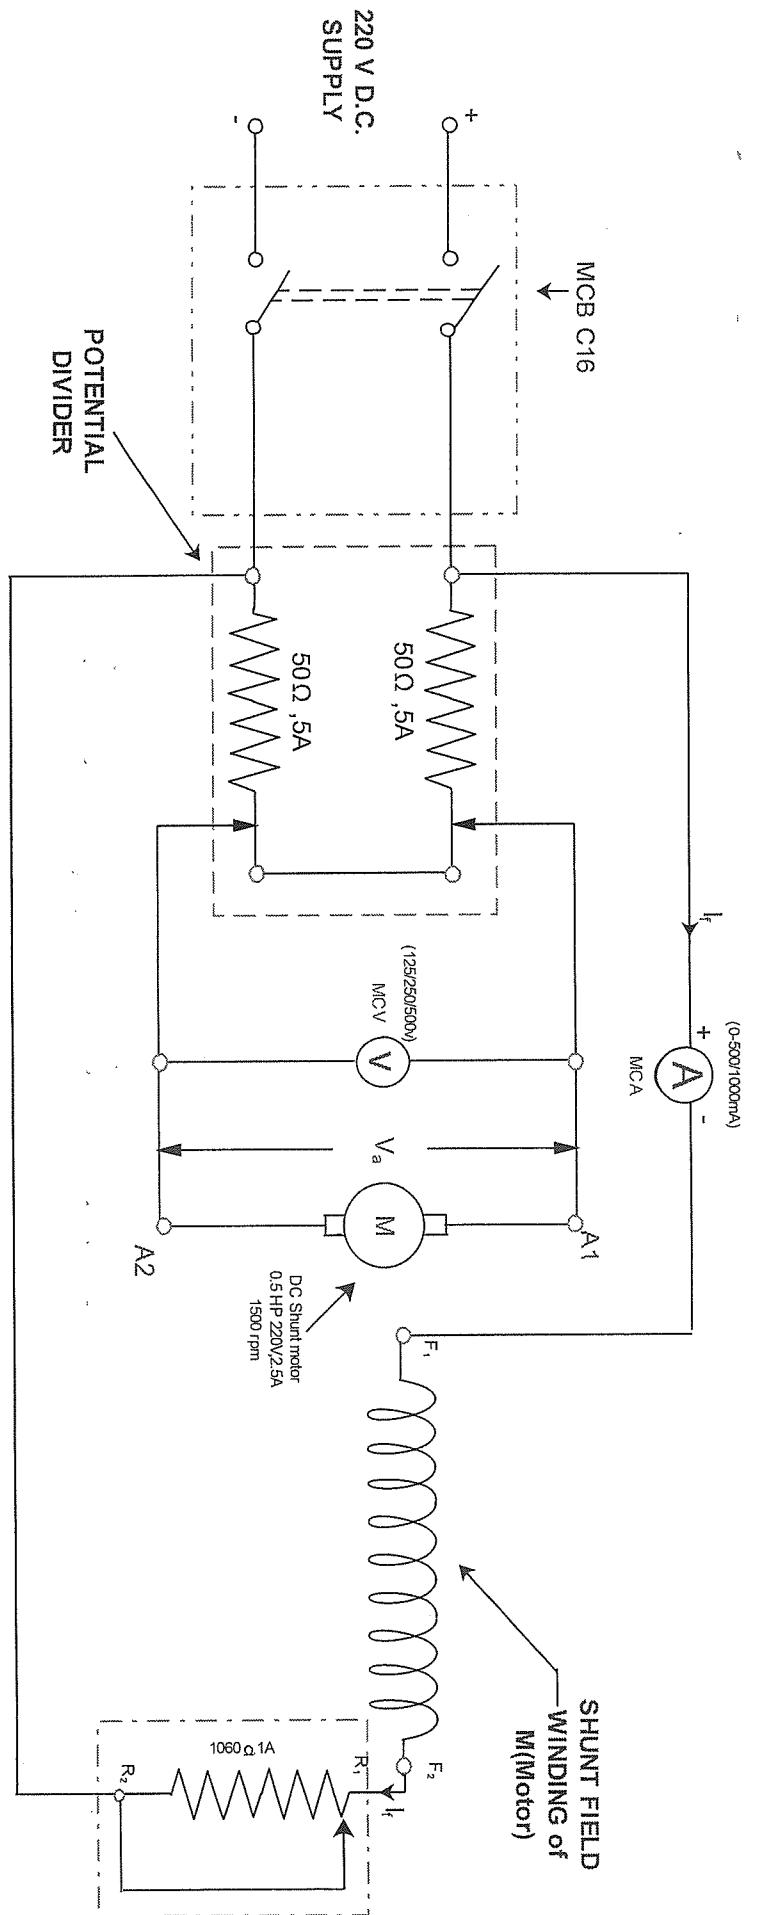 220 V D.C.
SUPPLY
+
-
MCB C16
POTENTIAL
DIVIDER
50Ω ,5A
50Ω ,5A
If
(0-500/1000mA)
MCA
+
A
-
(125/250/500v)
MCV
V
Va
M
A1
A2
DC Shunt motor
0.5 HP 220V,2.5A
1500 rpm
F1
SHUNT FIELD
WINDING of
M(Motor)
F2
If
R1
1060 Ω 1A
R2